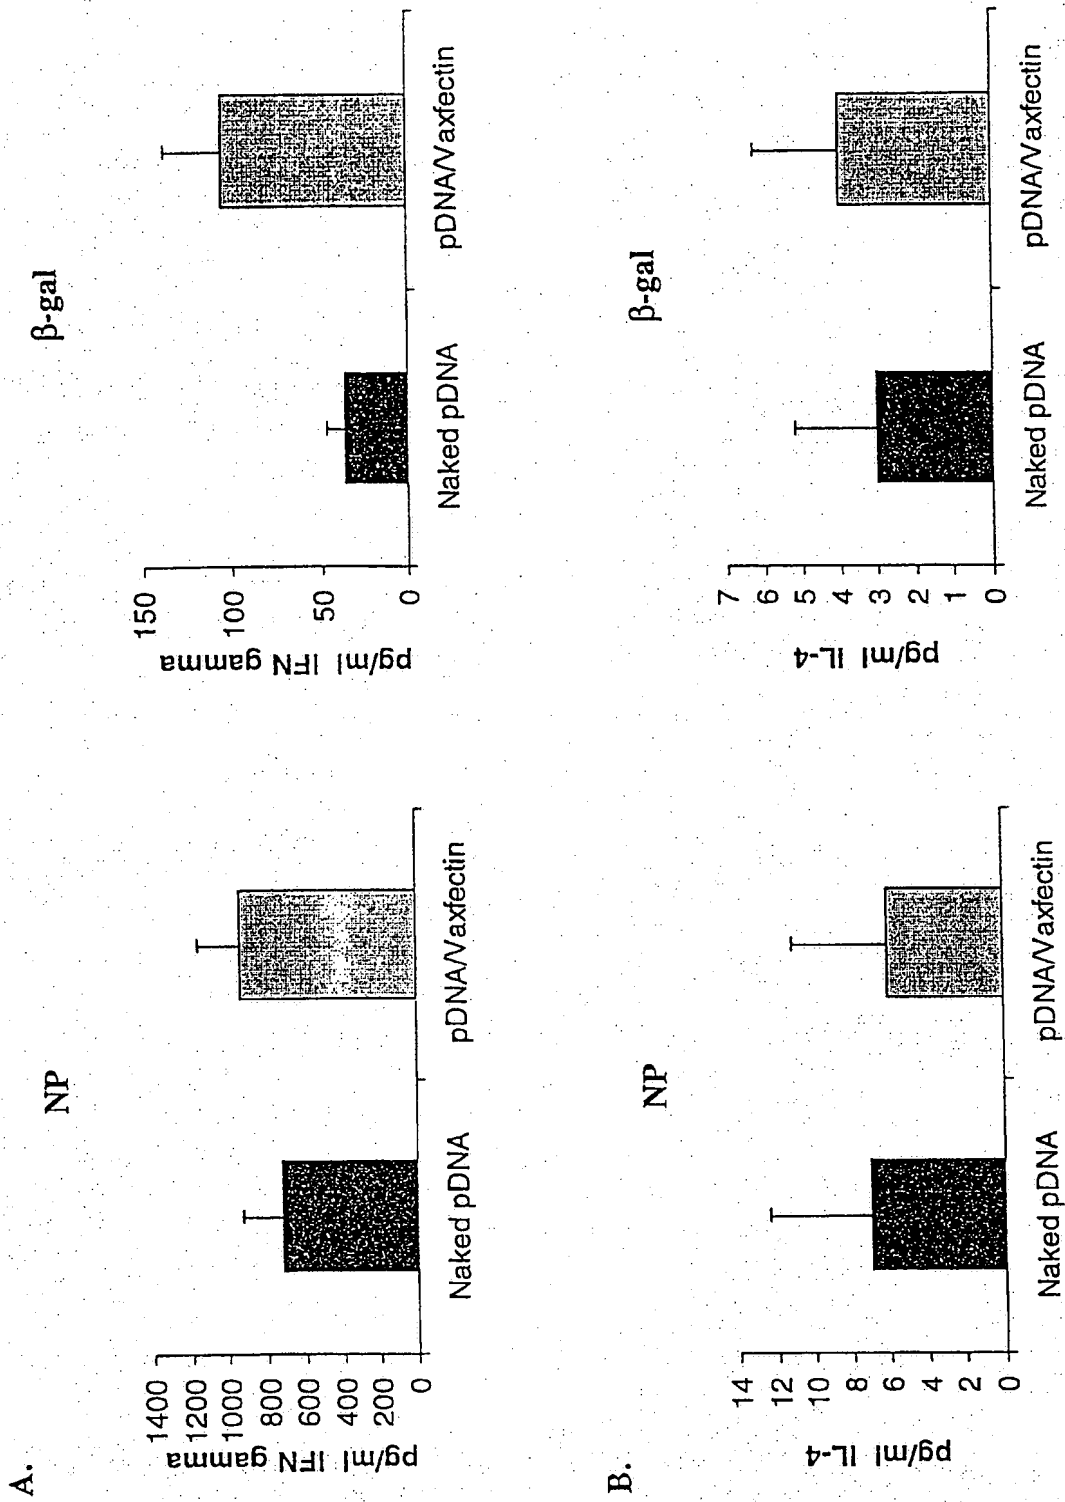 A.
NP
pg/ml IFN gamma
1400
1200
1000
800
600
400
200
0
Naked pDNA
pDNA/Vaxfectin
β-gal
pg/ml IFN gamma
150
100
50
0
Naked pDNA
pDNA/Vaxfectin
B.
NP
pg/ml IL-4
14
12
10
8
6
4
2
0
Naked pDNA
pDNA/Vaxfectin
β-gal
pg/ml IL-4
7
6
5
4
3
2
1
0
Naked pDNA
pDNA/Vaxfectin